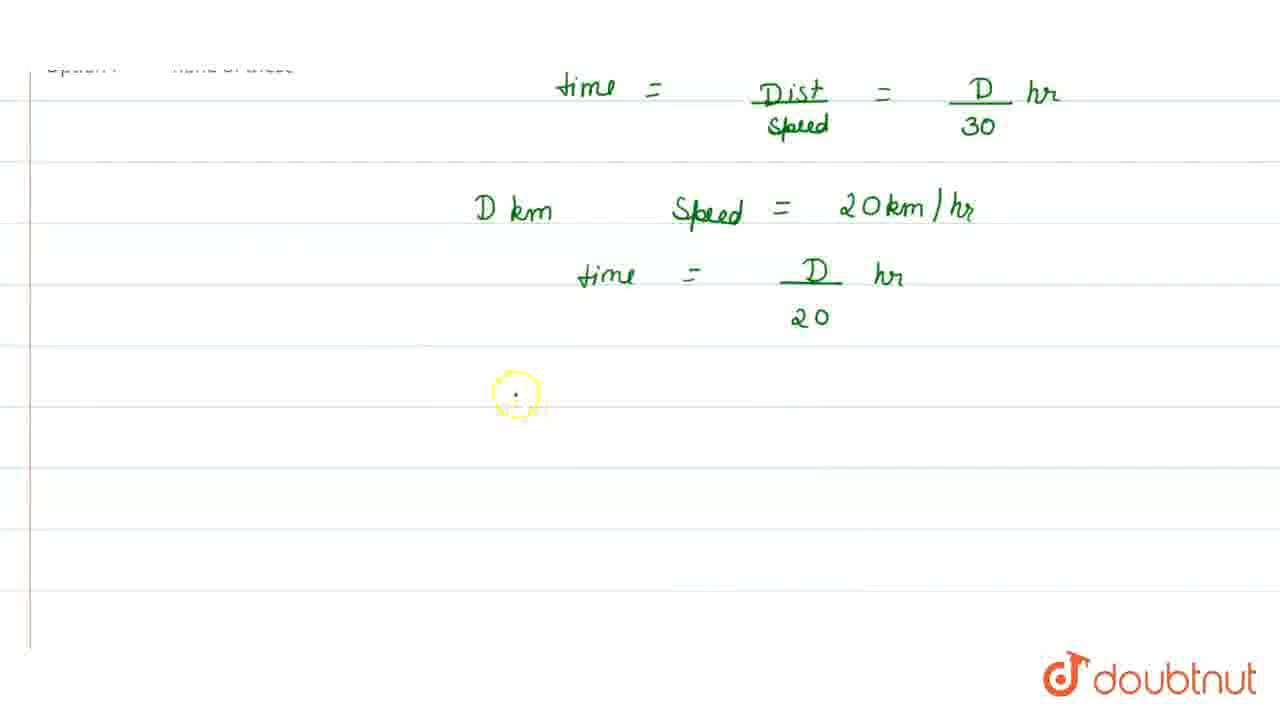 time = Dist / Speed = D / 30 hr
D km Speed = 20 km/hr
time = D / 20 hr
doubtnut